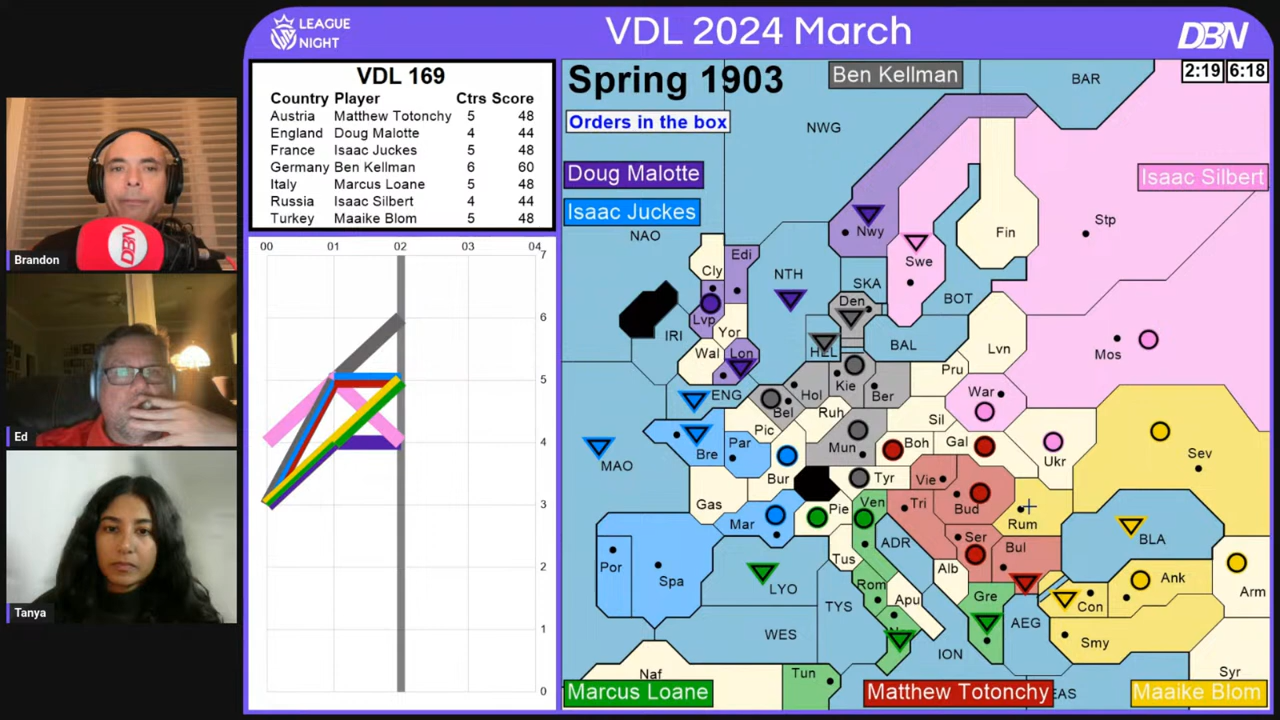 LEAGUE
NIGHT
VDL 2024 March
DBN
VDL 169
Country Player Ctrs Score
Austria Matthew Totonchy 5 48
England Doug Malotte 4 44
France Isaac Juckes 5 48
Germany Ben Kellman 6 60
Italy Marcus Loane 5 48
Russia Isaac Silbert 4 44
Turkey Maaike Blom 5 48
00 01 02 03 04
7
6
5
4
3
2
1
0
Spring 1903
Ben Kellman
2:19 6:18
Orders in the box
Doug Malotte
Isaac Juckes
Isaac Silbert
BAR
NWG
NAO
Nwy
Fin
Stp
Swe
Edi
Cly
NTH
SKA
Den
BOT
Lvp
IRI
Yor
Wal
Lon
HEL
BAL
Lvn
Mos
Pru
Kie
Ber
ENG
Hol
Bel
War
Ruh
Sil
Pic
MAO
Bre
Par
Mun
Boh
Gal
Ukr
Bur
Tyr
Vie
Sev
Gas
Mar
Pie
Ven
Tri
Bud
Rum
BLA
Por
Spa
Tus
ADR
Ser
Bul
Alb
LYO
Rom
Ank
Arm
TYS
Apu
Gre
Con
WES
AEG
Smy
ION
Naf
Tun
Syr
EAS
Marcus Loane
Matthew Totonchy
Maaike Blom
Brandon
DBN
Ed
Tanya